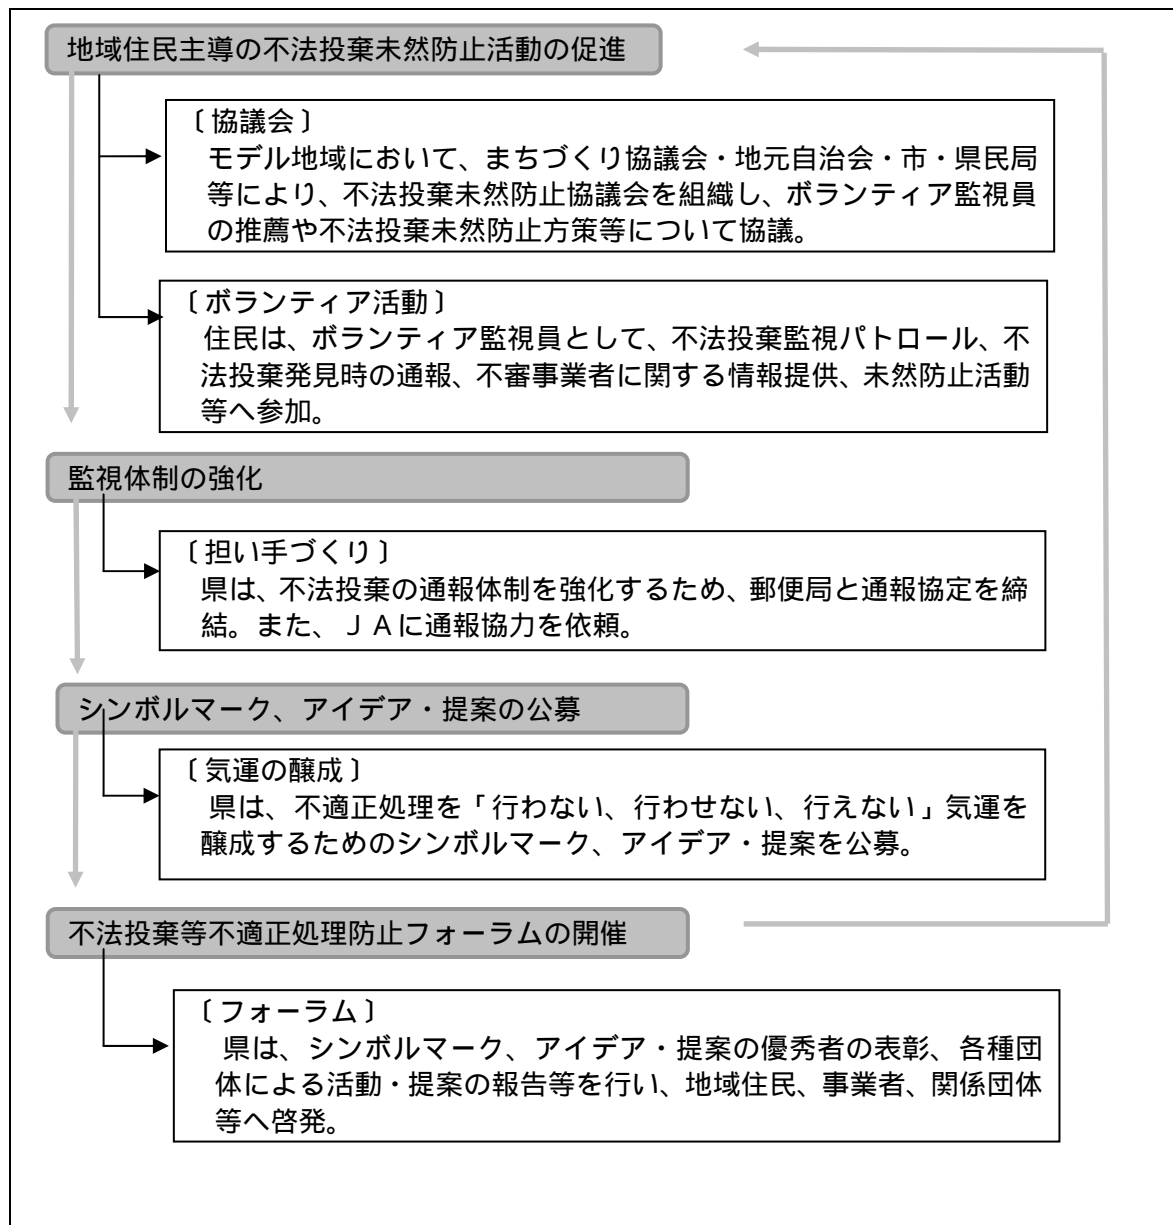 地域住民主導の不法投棄未然防止活動の促進
〔協議会〕
モデル地域において、まちづくり協議会・地元自治会・市・県民局
等により、不法投棄未然防止協議会を組織し、ボランティア監視員
の推薦や不法投棄未然防止方策等について協議。
〔ボランティア活動〕
住民は、ボランティア監視員として、不法投棄監視パトロール、不
法投棄発見時の通報、不審事業者に関する情報提供、未然防止活動
等へ参加。
監視体制の強化
〔担い手づくり〕
県は、不法投棄の通報体制を強化するため、郵便局と通報協定を締
結。また、ＪＡに通報協力を依頼。
シンボルマーク、アイデア・提案の公募
〔気運の醸成〕
県は、不適正処理を「行わない、行わせない、行えない」気運を
醸成するためのシンボルマーク、アイデア・提案を公募。
不法投棄等不適正処理防止フォーラムの開催
〔フォーラム〕
県は、シンボルマーク、アイデア・提案の優秀者の表彰、各種団
体による活動・提案の報告等を行い、地域住民、事業者、関係団体
等へ啓発。